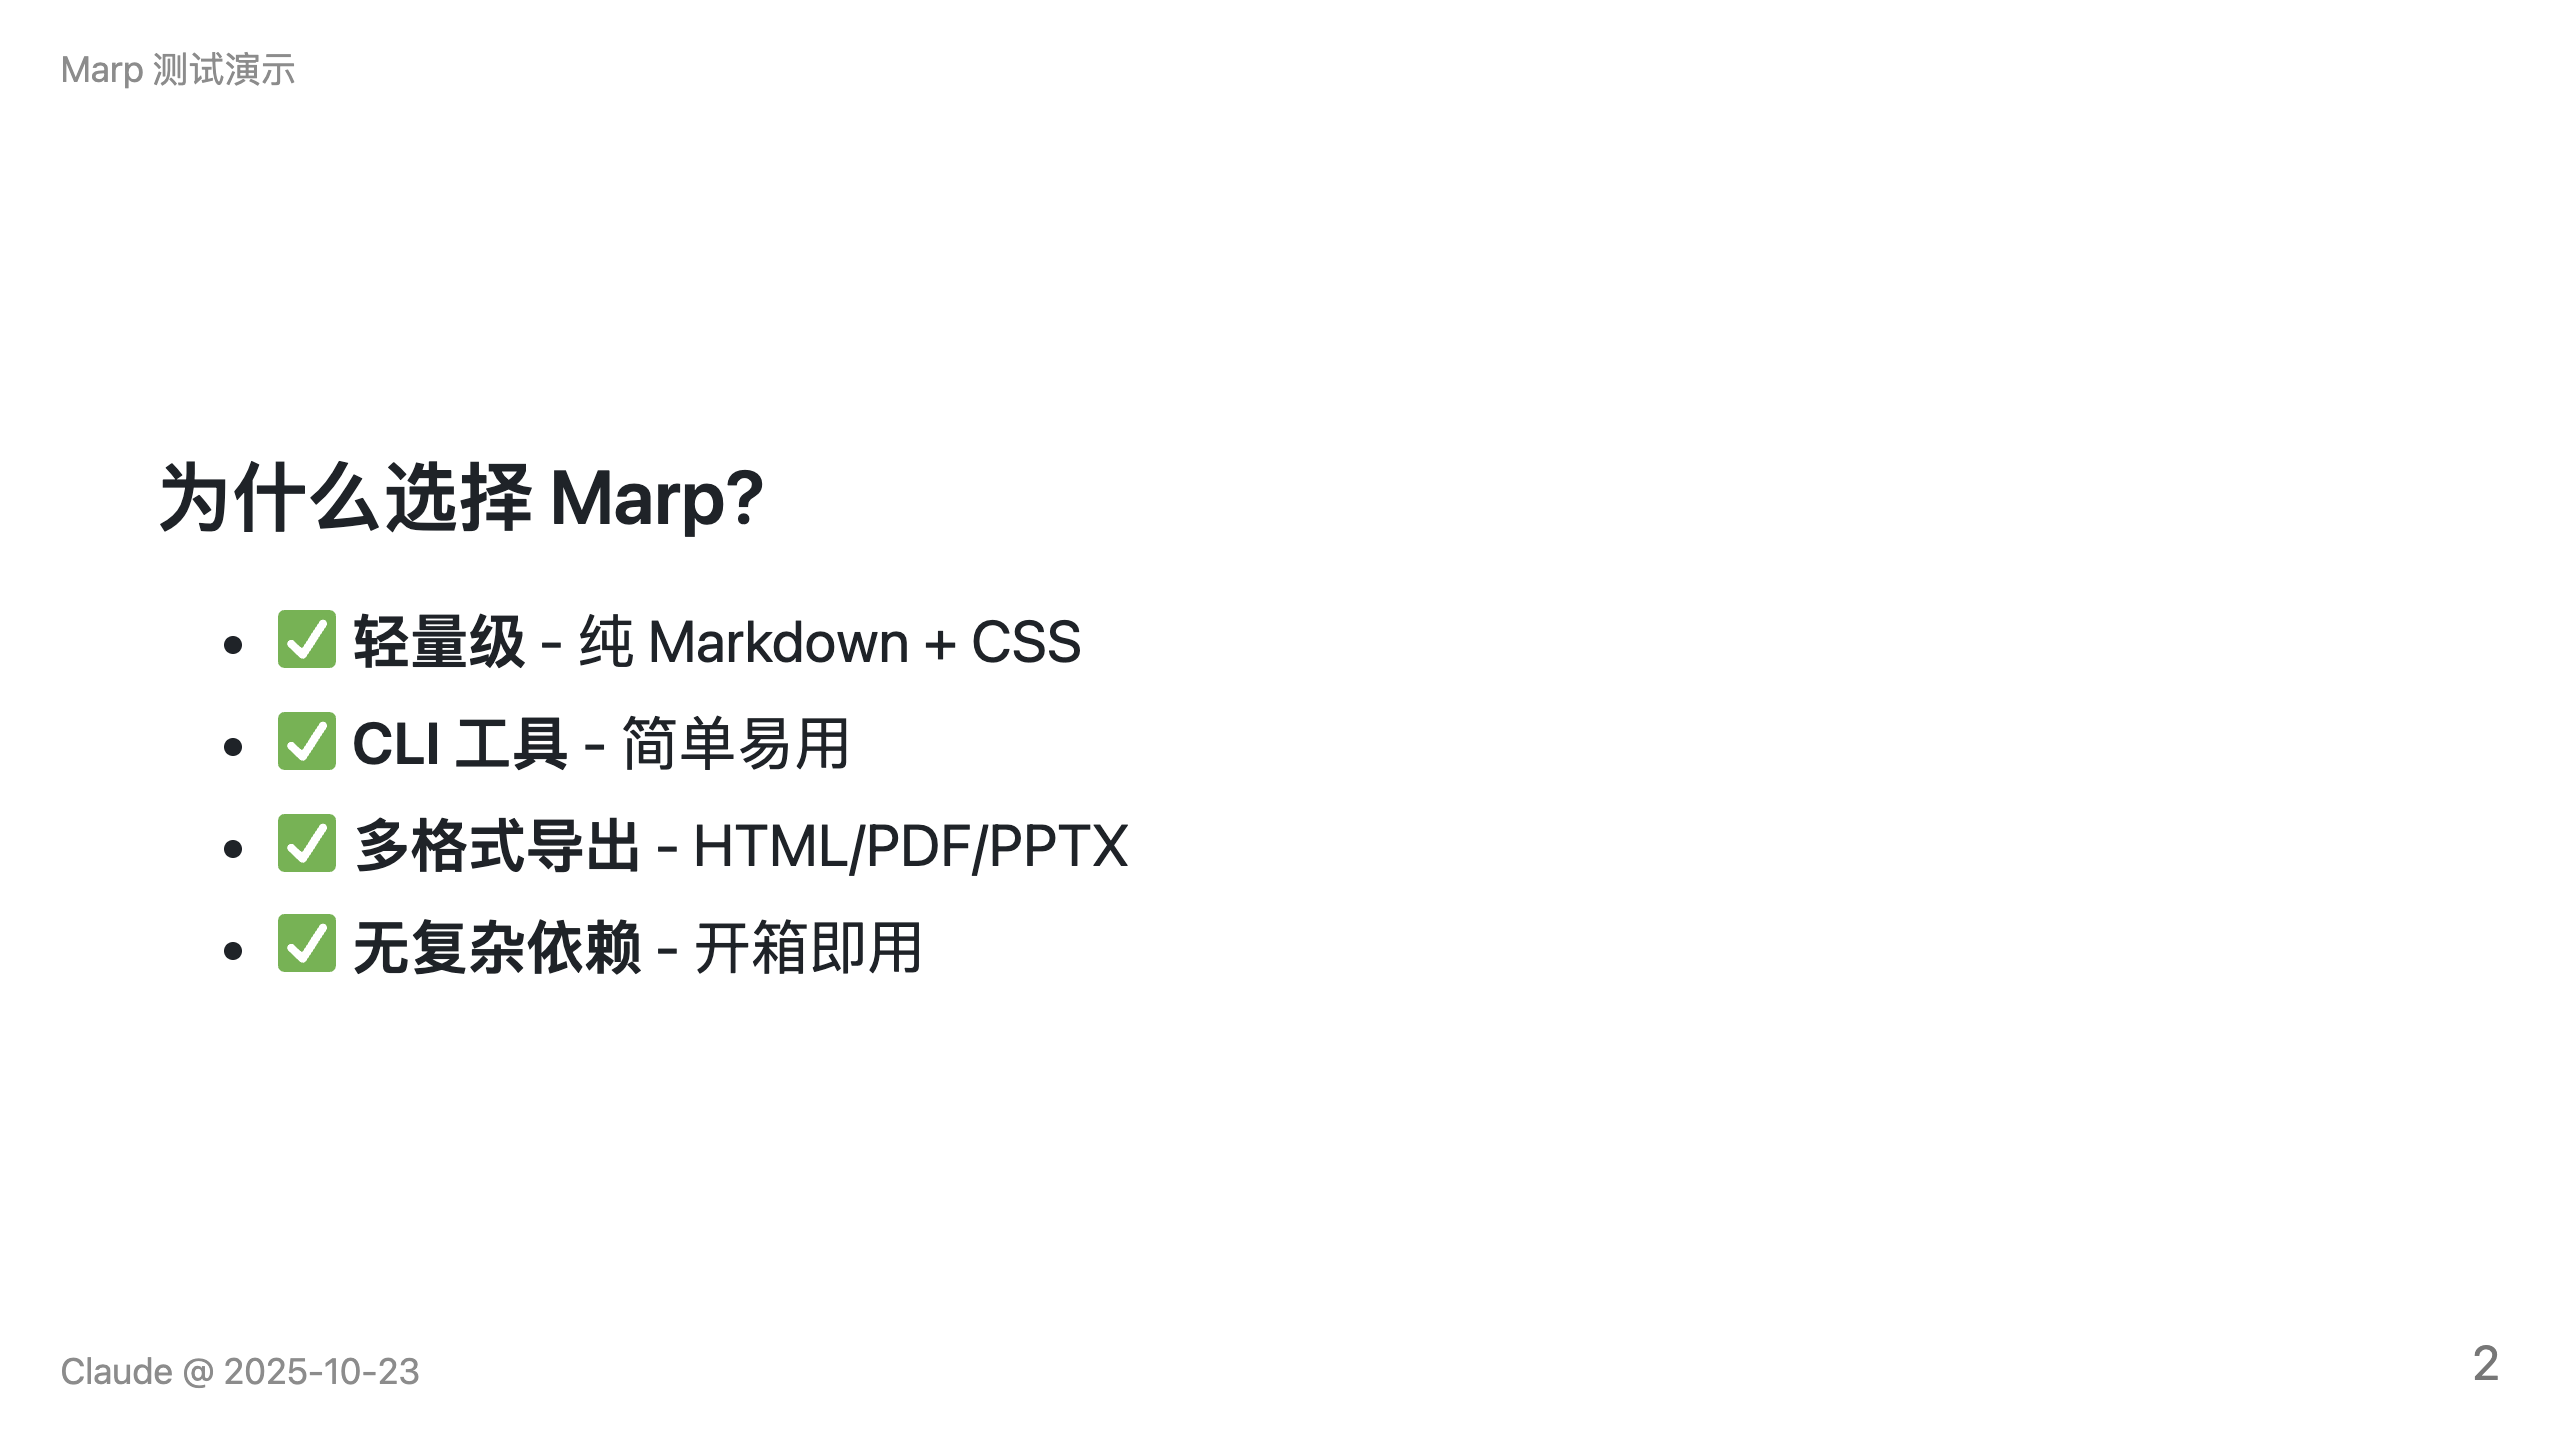 Marp 测试演示
为什么选择 Marp?
• ✅ 轻量级 - 纯 Markdown + CSS
• ✅ CLI 工具 - 简单易用
• ✅ 多格式导出 - HTML/PDF/PPTX
• ✅ 无复杂依赖 - 开箱即用
Claude @ 2025-10-23
2